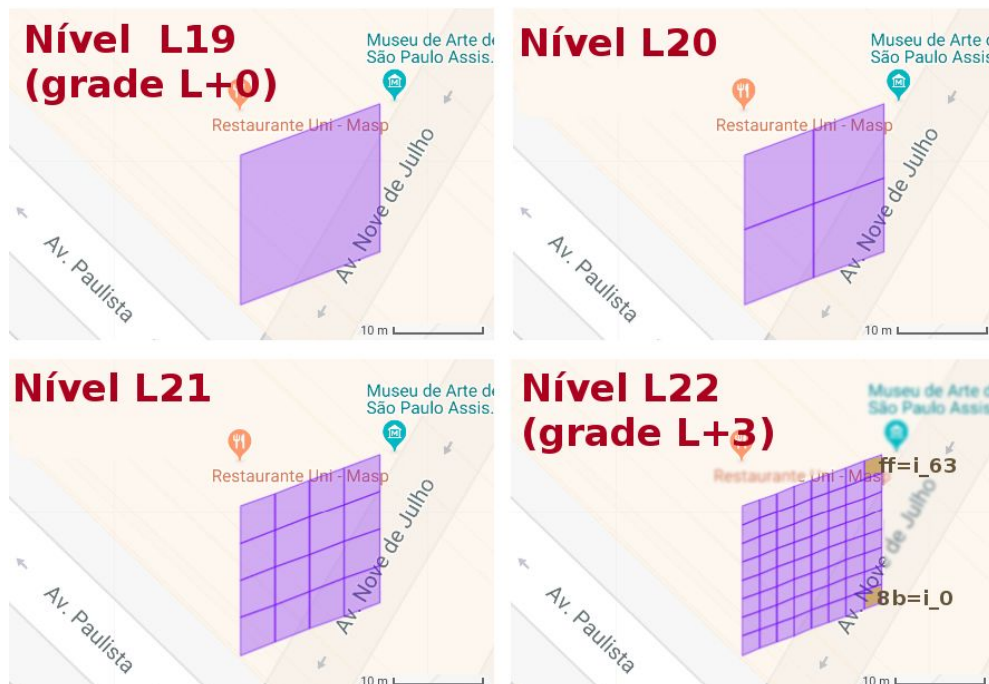 Nível L19
(grade L+0)
Museu de Arte de
São Paulo Assis.
Restaurante Uni - Masp
Av. Nove de Julho
Av. Paulista
10 m
Nível L20
Museu de Arte d
São Paulo Assis
Restaurante Uni - Masp
Av. Nove de Julho
Av. Paulista
10 m
Nível L21
Museu de Arte de
São Paulo Assis.
Restaurante Uni - Masp
Av. Nove de Julho
Av. Paulista
10 m
Nível L22
(grade L+3)
Museu de Arte d
São Paulo Assis
ff=i_63
Restaurante Uni - Masp
Av. Nove de Julho
8b=i_0
Av. Paulista
10 m